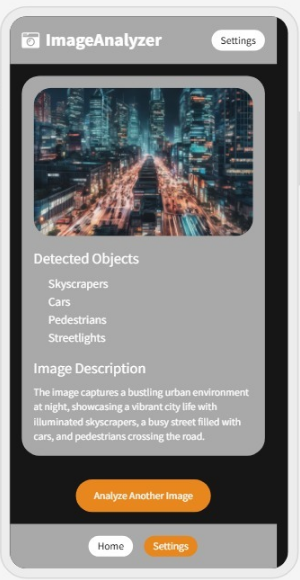 ImageAnalyzer
Settings
Detected Objects
Skyscrapers
Cars
Pedestrians
Streetlights
Image Description
The image captures a bustling urban environment
at night, showcasing a vibrant city life with
illuminated skyscrapers, a busy street filled with
cars, and pedestrians crossing the road.
Analyze Another Image
Home
Settings